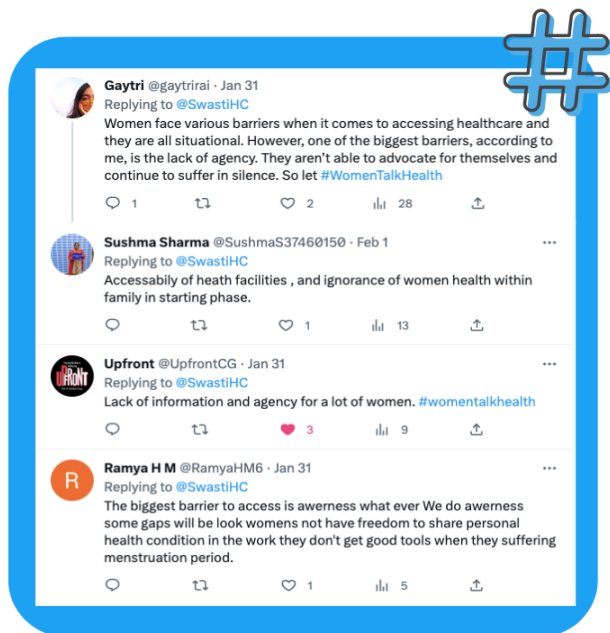 #
Gaytri @gaytrirai · Jan 31
Replying to @SwastiHC
Women face various barriers when it comes to accessing healthcare and
they are all situational. However, one of the biggest barriers, according to
me, is the lack of agency. They aren't able to advocate for themselves and
continue to suffer in silence. So let #WomenTalkHealth
1 2 28
Sushma Sharma @SushmaS37460150 · Feb 1
Replying to @SwastiHC
Accessabily of heath facilities , and ignorance of women health within
family in starting phase.
1 13
UPFRONT
Upfront @UpfrontCG · Jan 31
Replying to @SwastiHC
Lack of information and agency for a lot of women. #womentalkhealth
3 9
R
Ramya H M @RamyaHM6 · Jan 31
Replying to @SwastiHC
The biggest barrier to access is awerness what ever We do awerness
some gaps will be look womens not have freedom to share personal
health condition in the work they don't get good tools when they suffering
menstruation period.
1 5